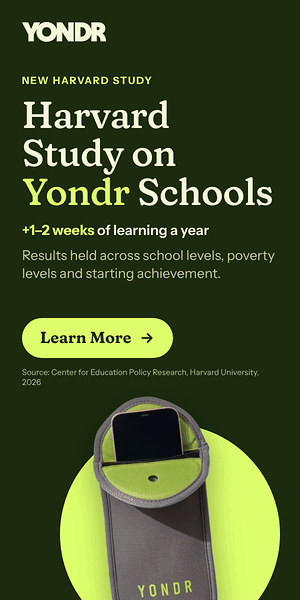 YONDR
NEW HARVARD STUDY
Harvard
Study on
Yondr Schools
+1–2 weeks of learning a year
Results held across school levels, poverty
levels and starting achievement.
Learn More →
Source: Center for Education Policy Research, Harvard University,
2026
YONDR